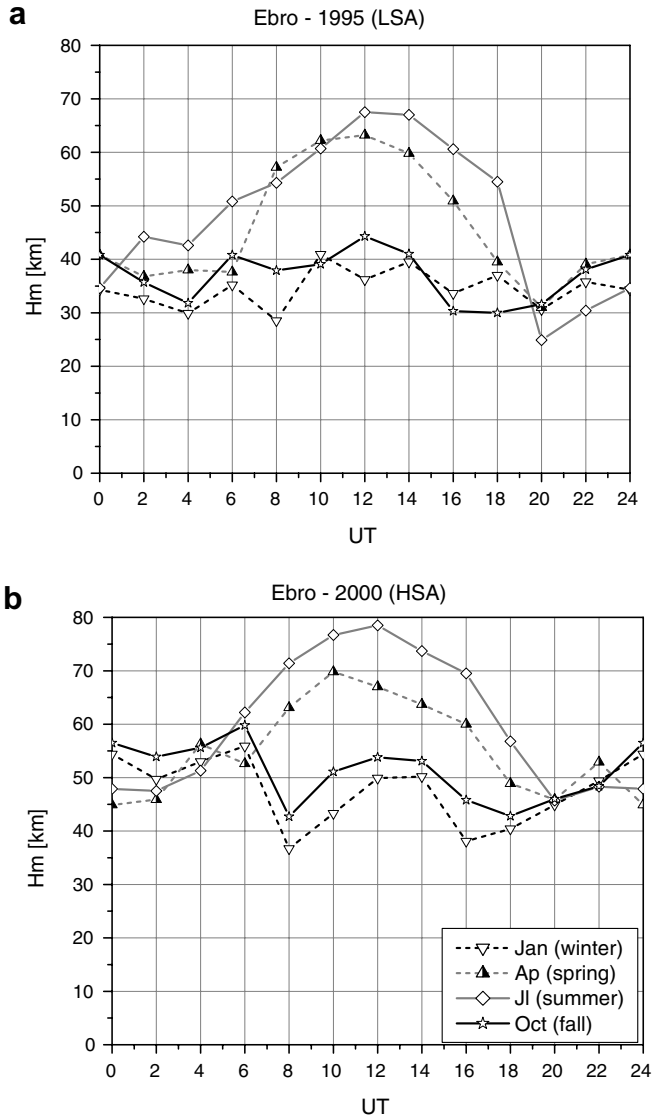 a
Ebro - 1995 (LSA)
80
70
60
50
40
30
20
10
0
Hm [km]
0 2 4 6 8 10 12 14 16 18 20 22 24
UT
b
Ebro - 2000 (HSA)
80
70
60
50
40
30
20
10
0
Hm [km]
Jan (winter)
Ap (spring)
Jl (summer)
Oct (fall)
0 2 4 6 8 10 12 14 16 18 20 22 24
UT